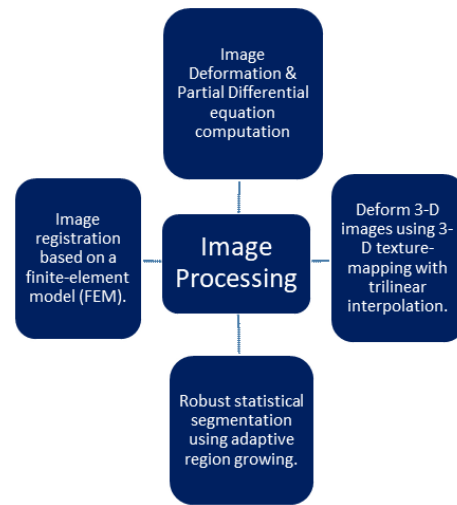 Image
Deformation &
Partial Differential
equation
computation
Image
registration
based on a
finite-element
model (FEM).
Image
Processing
Deform 3-D
images using 3-
D texture-
mapping with
trilinear
interpolation.
Robust statistical
segmentation
using adaptive
region growing.